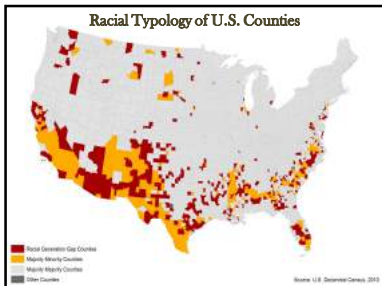 Racial Typology of U.S. Counties
Racial Generation Gap Counties
Majority Minority Counties
Majority Majority Counties
Other Counties
Source: U.S. Decennial Census, 2010